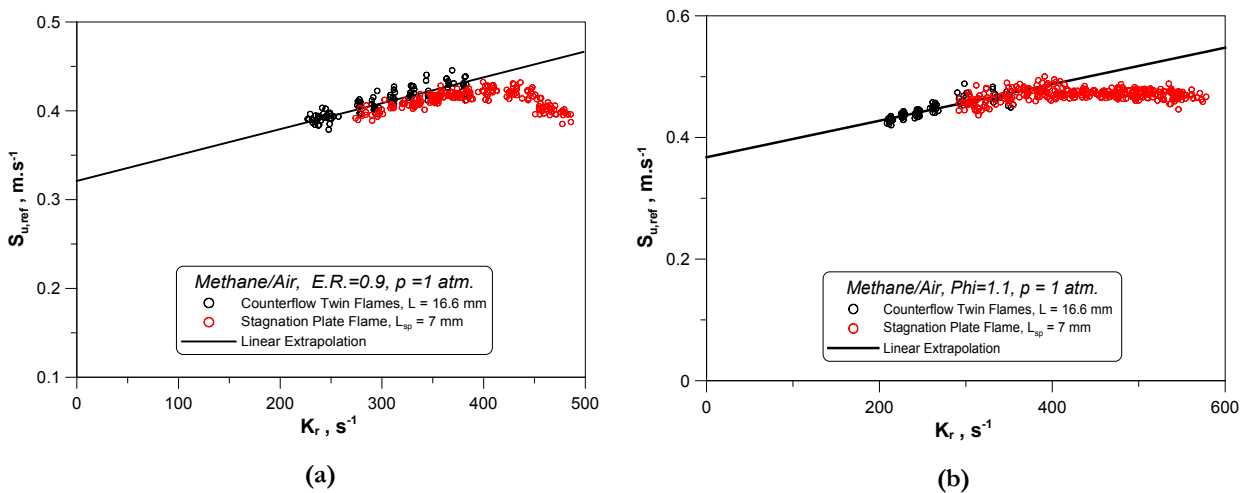 0.5
0.4
0.3
0.2
0.1
S_u,ref , m.s⁻¹
Methane/Air, E.R.=0.9, p =1 atm.
Counterflow Twin Flames, L = 16.6 mm
Stagnation Plate Flame, L_sp = 7 mm
Linear Extrapolation
0 100 200 300 400 500
K_r , s⁻¹
(a)
0.6
0.4
0.2
0
S_u,ref , m.s⁻¹
Methane/Air, Phi=1.1, p = 1 atm.
Counterflow Twin Flames, L = 16.6 mm
Stagnation Plate Flame, L_sp = 7 mm
Linear Extrapolation
0 200 400 600
K_r , s⁻¹
(b)